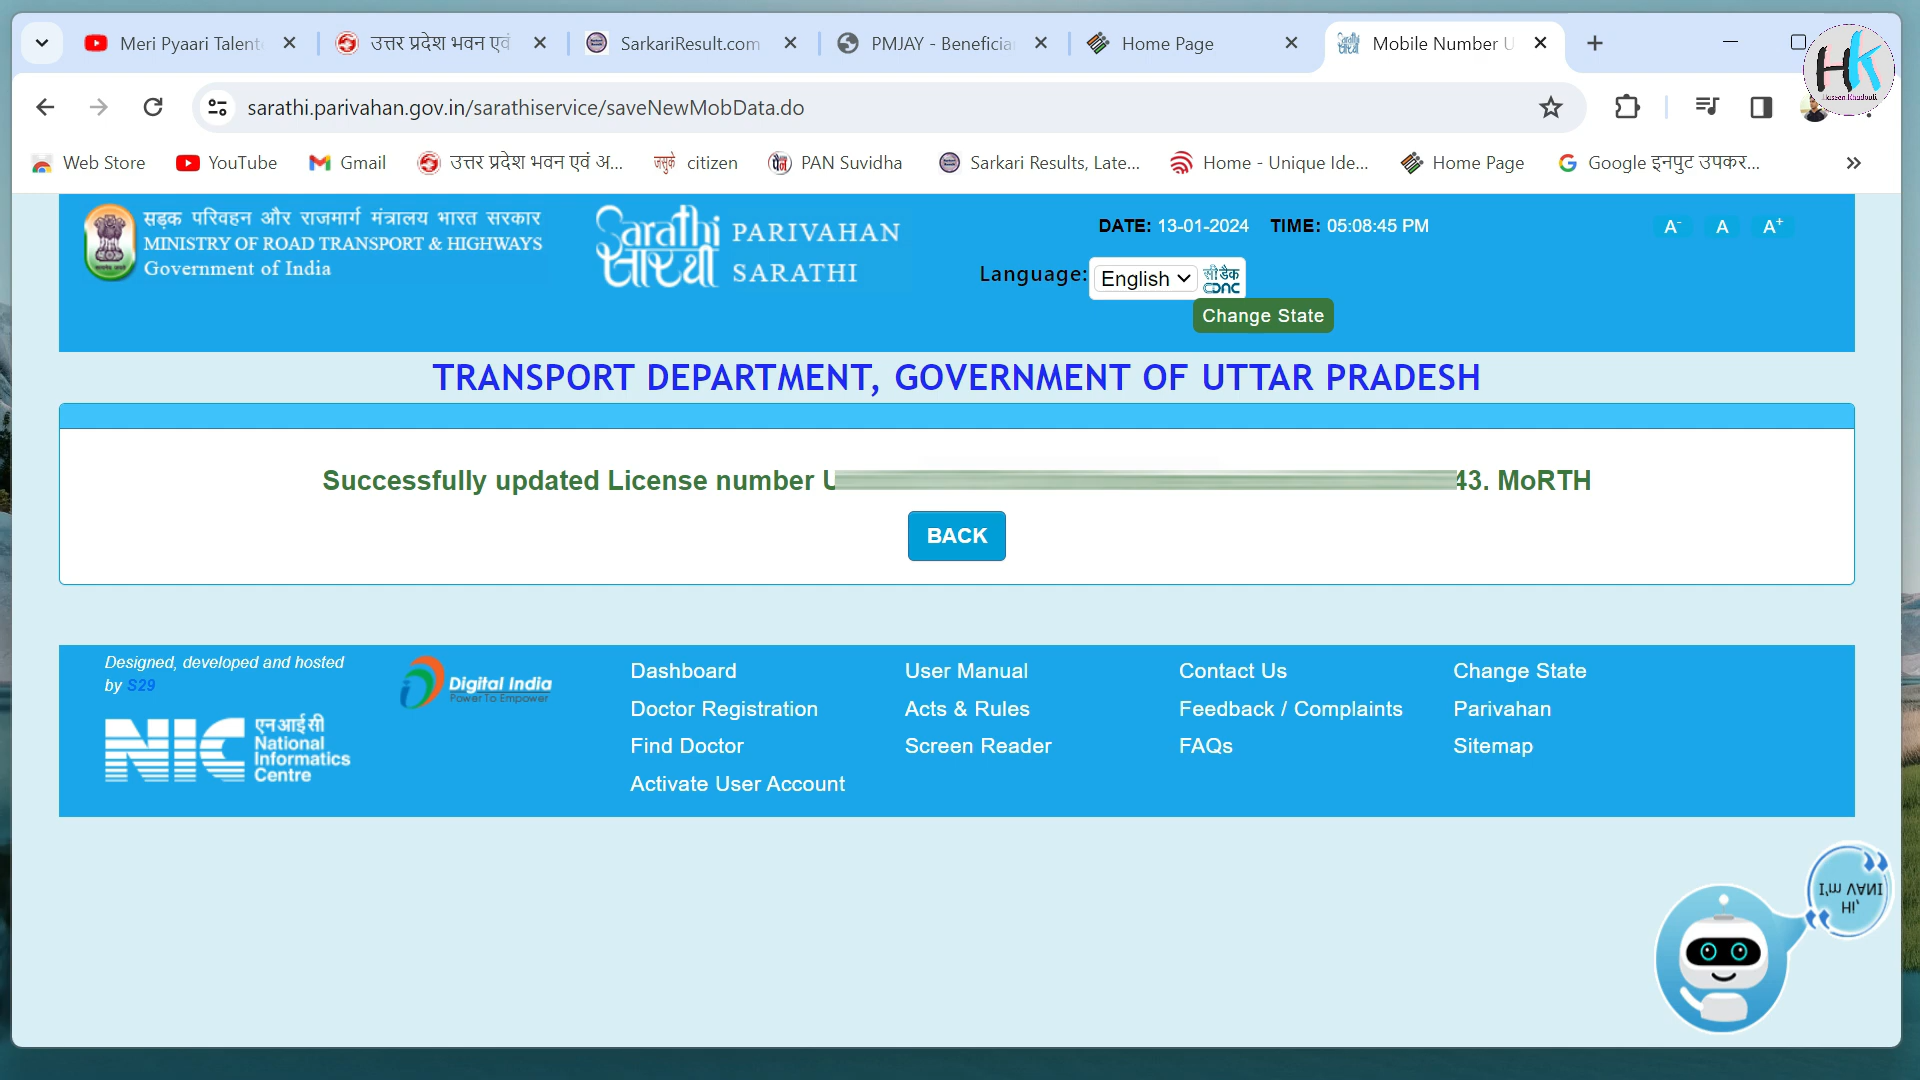 Meri Pyaari Talent
उत्तर प्रदेश भवन एवं
SarkariResult.com
PMJAY - Beneficia
Home Page
Mobile Number U
HK
sarathi.parivahan.gov.in/sarathiservice/saveNewMobData.do
Web Store
YouTube
Gmail
उत्तर प्रदेश भवन एवं अ...
जसुके citizen
PAN Suvidha
Sarkari Results, Late...
Home - Unique Ide...
Home Page
Google इनपुट उपकर...
सड़क परिवहन और राजमार्ग मंत्रालय भारत सरकार
MINISTRY OF ROAD TRANSPORT & HIGHWAYS
Government of India
Sarathi
सारथी
PARIVAHAN
SARATHI
DATE: 13-01-2024 TIME: 05:08:45 PM
A- A A+
Language: English सीडैक
CDAC
Change State
TRANSPORT DEPARTMENT, GOVERNMENT OF UTTAR PRADESH
Successfully updated License number U 43. MoRTH
BACK
Designed, developed and hosted
by S29
NIC
एनआईसी
National
Informatics
Centre
Digital India
Power To Empower
Dashboard
Doctor Registration
Find Doctor
Activate User Account
User Manual
Acts & Rules
Screen Reader
Contact Us
Feedback / Complaints
FAQs
Change State
Parivahan
Sitemap
HI,
I'm VANI